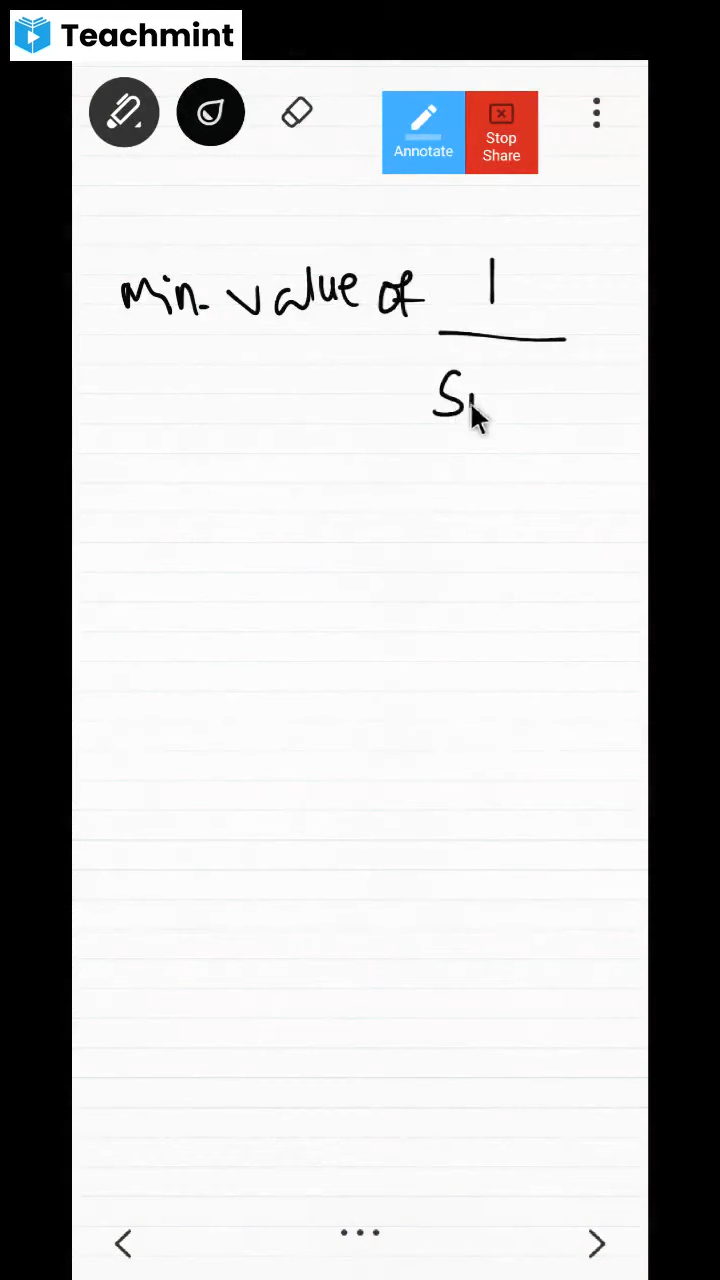 Teachmint
Annotate
Stop
Share
min. value of 1
S